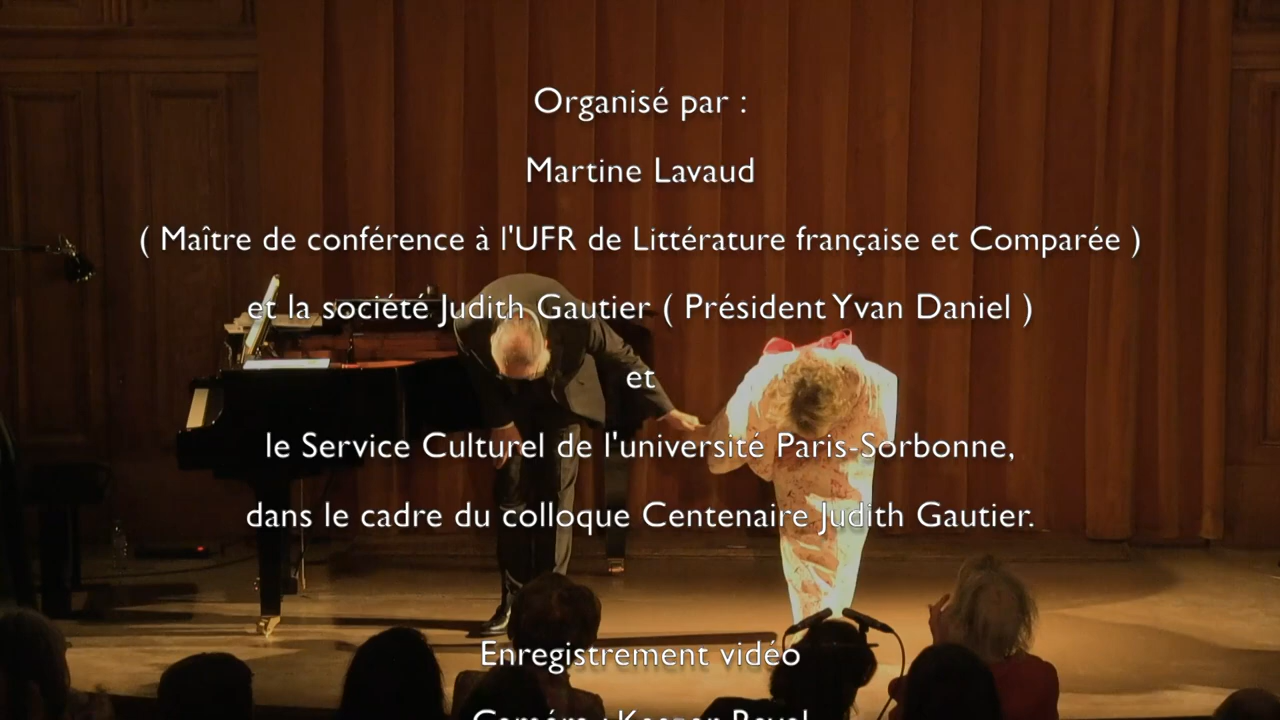 Organisé par :
Martine Lavaud
( Maître de conférence à l'UFR de Littérature française et Comparée )
et la société Judith Gautier ( Président Yvan Daniel )
et
le Service Culturel de l'université Paris-Sorbonne,
dans le cadre du colloque Centenaire Judith Gautier.
Enregistrement vidéo